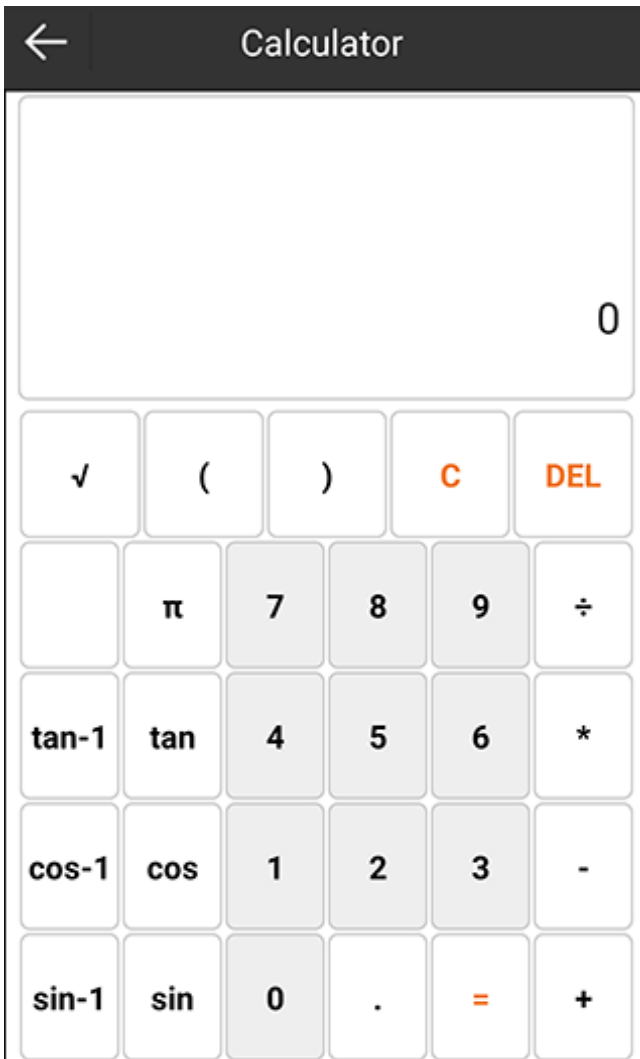 Calculator
0
√ ( ) C DEL
π 7 8 9 ÷
tan-1 tan 4 5 6 *
cos-1 cos 1 2 3 -
sin-1 sin 0 . = +